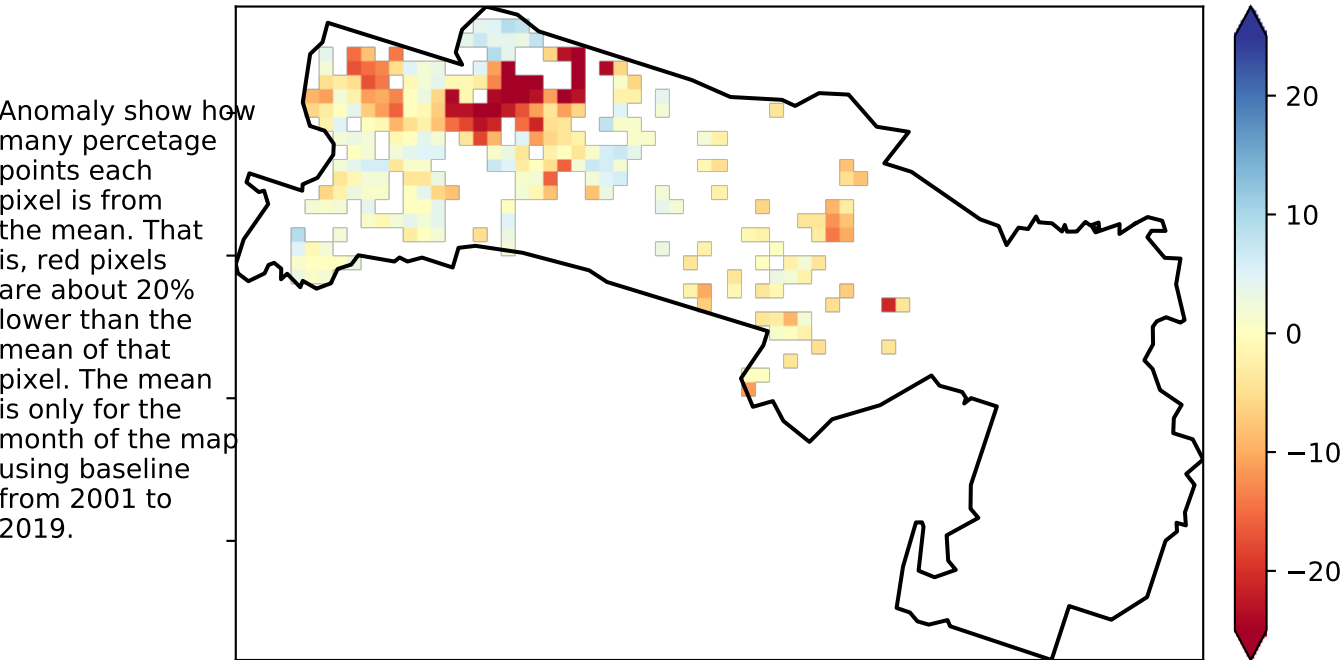 Anomaly show how
many percetage
points each
pixel is from
the mean. That
is, red pixels
are about 20%
lower than the
mean of that
pixel. The mean
is only for the
month of the map
using baseline
from 2001 to
2019.
20
10
0
−10
−20